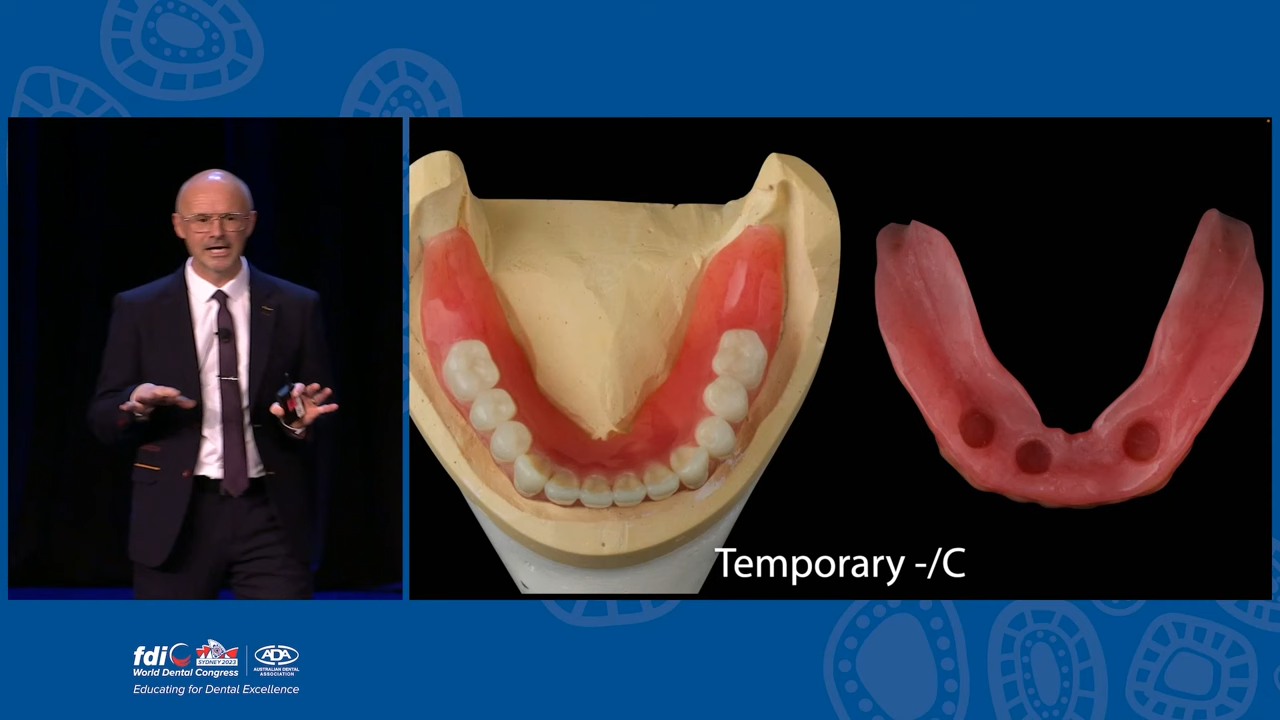 Temporary -/C
fdi
SYDNEY 2023
World Dental Congress
ADA
AUSTRALIAN DENTAL
ASSOCIATION
Educating for Dental Excellence